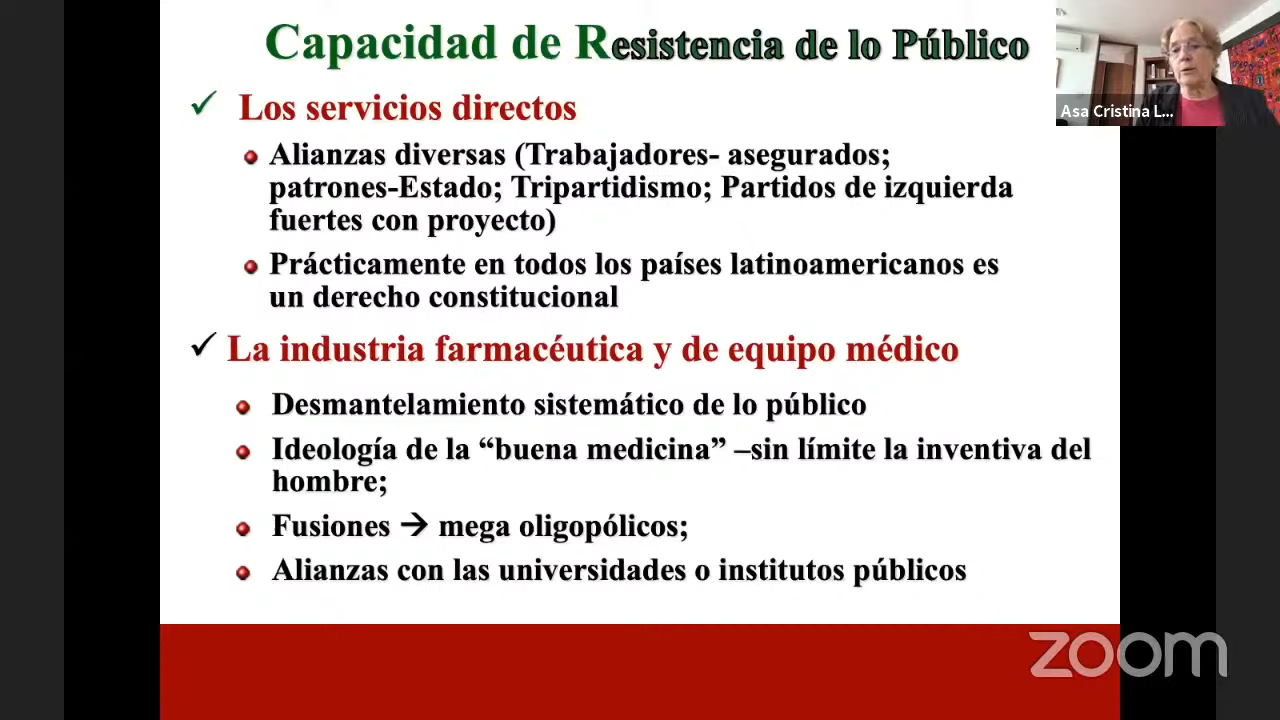 Capacidad de Resistencia de lo Público
Asa Cristina L...
Los servicios directos
Alianzas diversas (Trabajadores- asegurados;
patrones-Estado; Tripartidismo; Partidos de izquierda
fuertes con proyecto)
Prácticamente en todos los países latinoamericanos es
un derecho constitucional
La industria farmacéutica y de equipo médico
Desmantelamiento sistemático de lo público
Ideología de la “buena medicina” –sin límite la inventiva del
hombre;
Fusiones → mega oligopólicos;
Alianzas con las universidades o institutos públicos
zoom